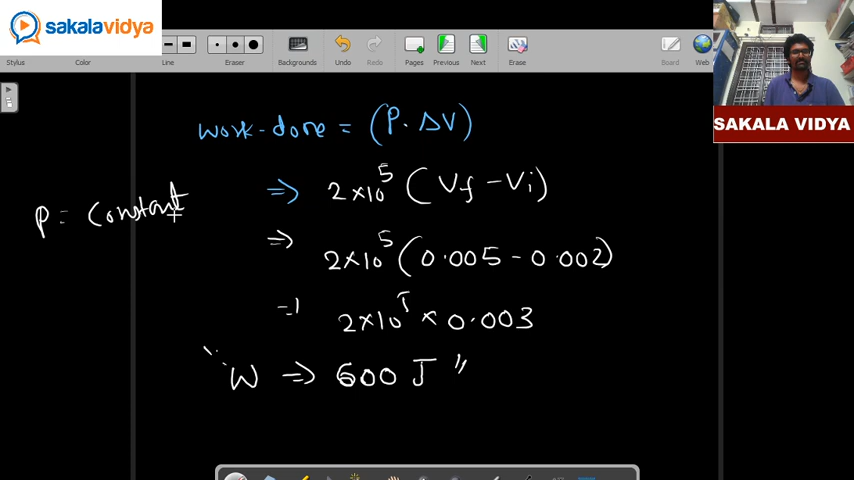 sakalavidya
Stylus Color Line Eraser Backgrounds Undo Redo Pages Previous Next Erase Board Web
SAKALA VIDYA
work-done = (P. ΔV)
⇒ 2×10⁵ (Vf - Vi)
P = Constant
⇒ 2×10⁵ (0.005 - 0.002)
⇒ 2×10⁵ × 0.003
W ⇒ 600 J "